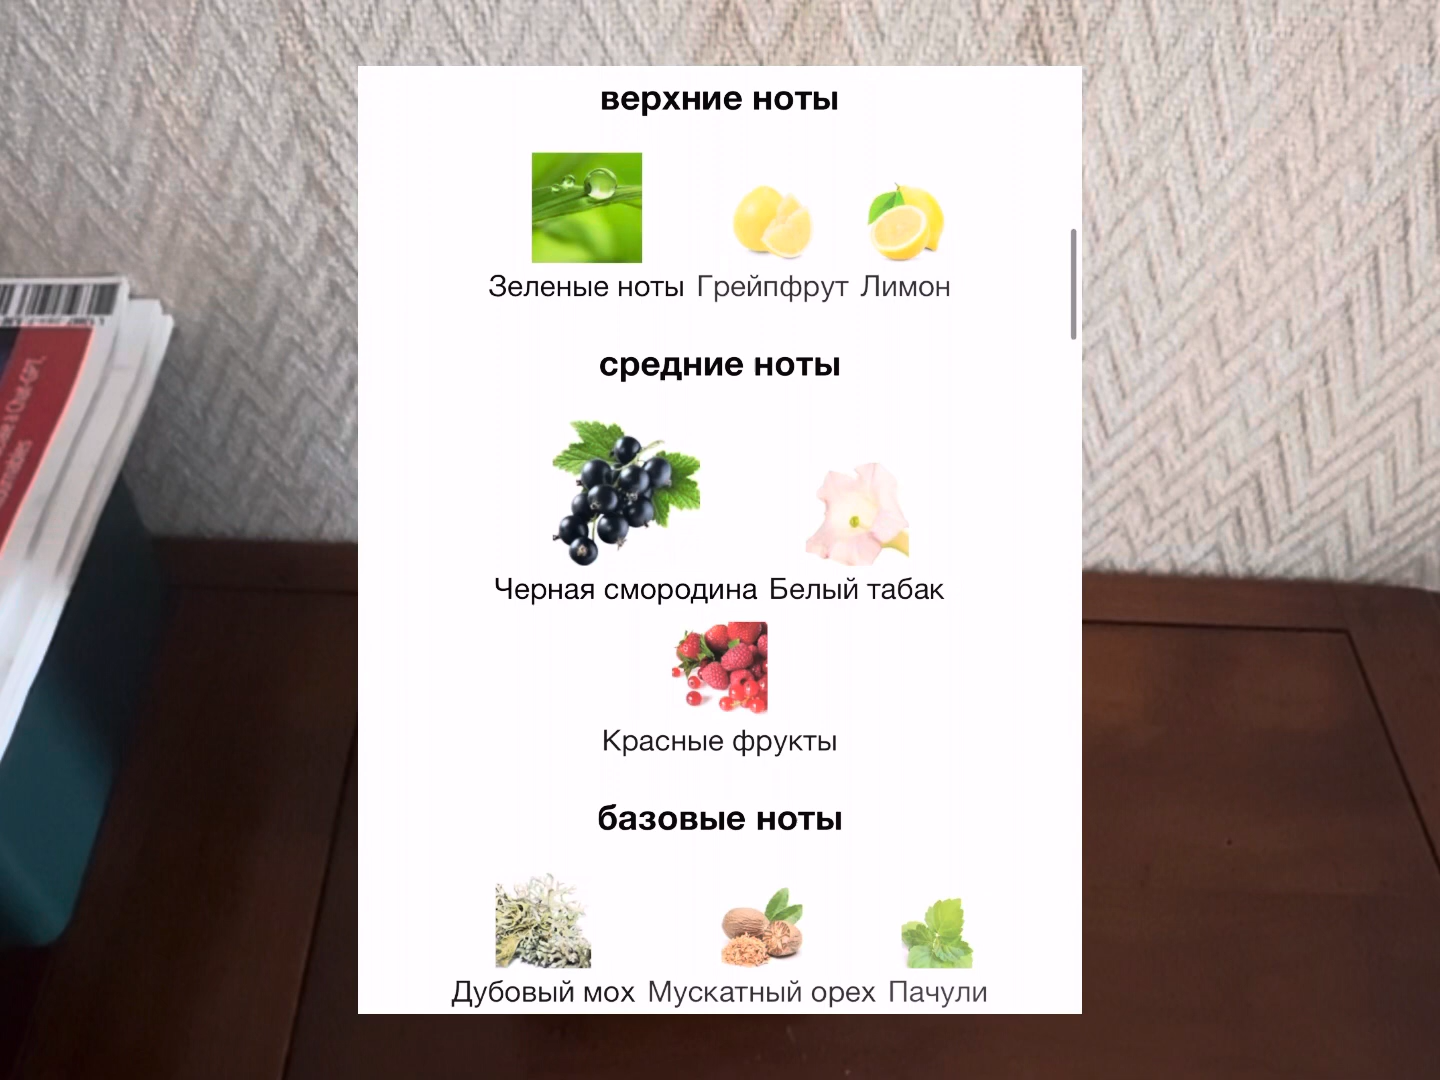 верхние ноты
Зеленые ноты Грейпфрут Лимон
средние ноты
Черная смородина Белый табак
Красные фрукты
базовые ноты
Дубовый мох Мускатный орех Пачули